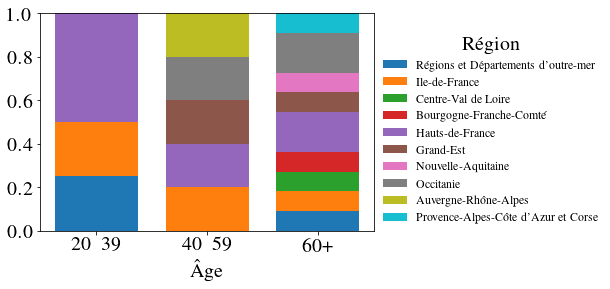 1.0
0.8
0.6
0.4
0.2
0.0
20 39
40 59
60+
Âge
Région
Régions et Départements d'outre-mer
Ile-de-France
Centre-Val de Loire
Bourgogne-Franche-Comté
Hauts-de-France
Grand-Est
Nouvelle-Aquitaine
Occitanie
Auvergne-Rhône-Alpes
Provence-Alpes-Côte d'Azur et Corse